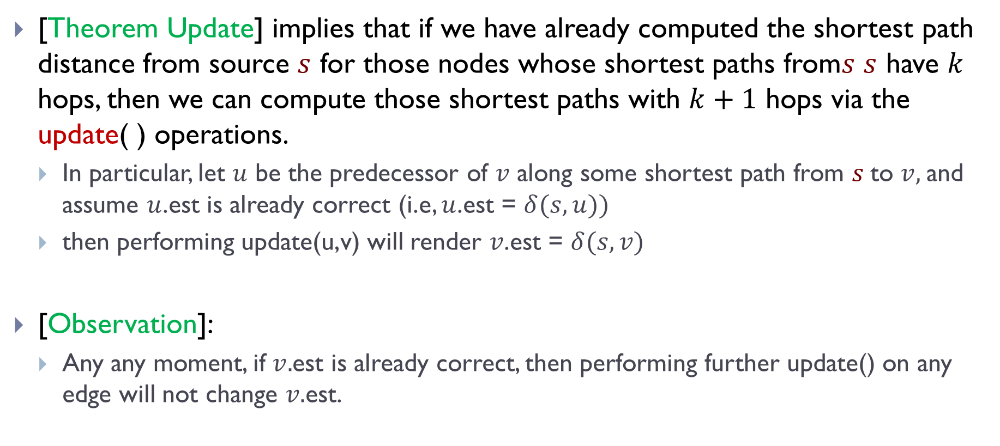 [Theorem Update] implies that if we have already computed the shortest path
distance from source s for those nodes whose shortest paths froms s have k
hops, then we can compute those shortest paths with k + 1 hops via the
update( ) operations.
In particular, let u be the predecessor of v along some shortest path from s to v, and
assume u.est is already correct (i.e, u.est = δ(s, u))
then performing update(u,v) will render v.est = δ(s, v)
[Observation]:
Any any moment, if v.est is already correct, then performing further update() on any
edge will not change v.est.